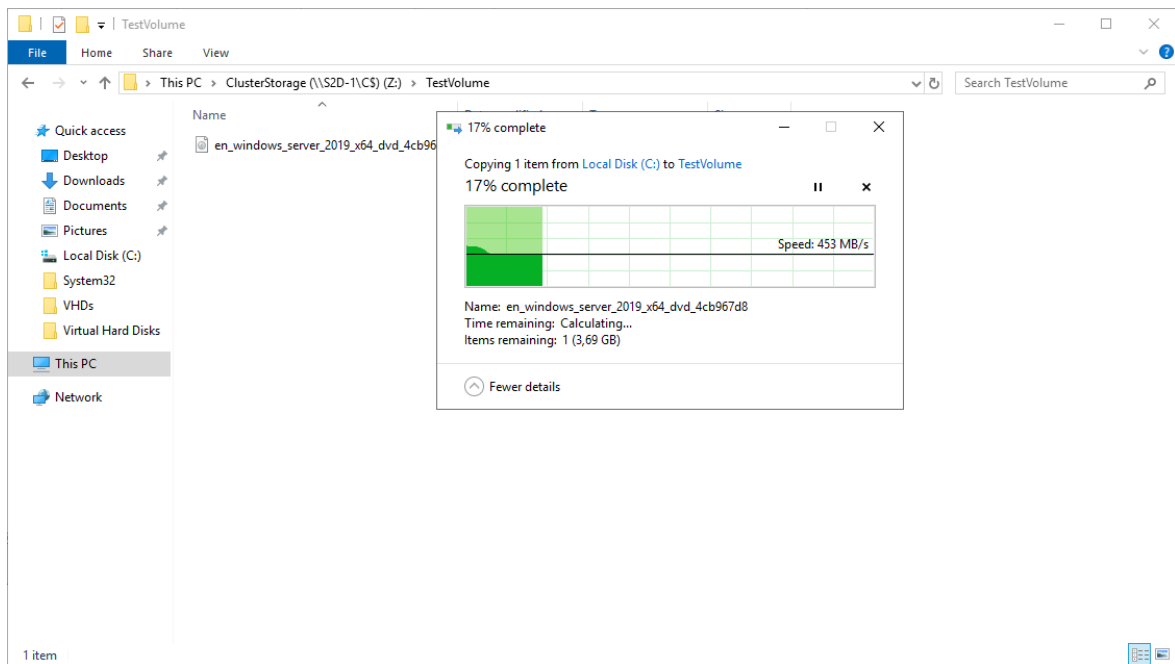 TestVolume
File Home Share View
This PC > ClusterStorage (\\S2D-1\C$) (Z:) > TestVolume
Search TestVolume
Quick access
Desktop
Downloads
Documents
Pictures
Local Disk (C:)
System32
VHDs
Virtual Hard Disks
This PC
Network
Name
en_windows_server_2019_x64_dvd_4cb96
17% complete
Copying 1 item from Local Disk (C:) to TestVolume
17% complete
Speed: 453 MB/s
Name: en_windows_server_2019_x64_dvd_4cb967d8
Time remaining: Calculating...
Items remaining: 1 (3,69 GB)
Fewer details
1 item